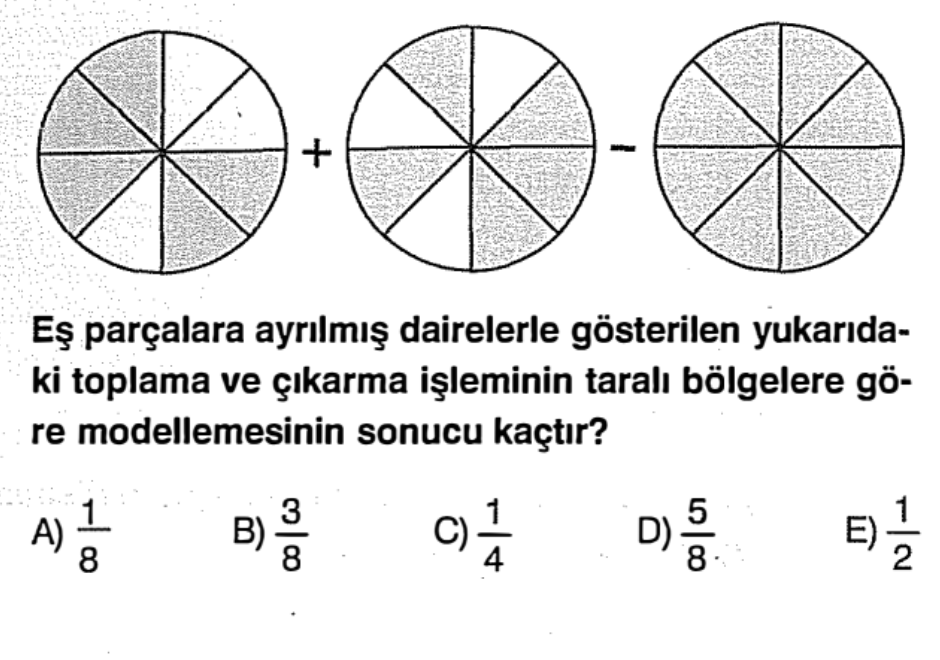 + -
Eş parçalara ayrılmış dairelerle gösterilen yukarıda-
ki toplama ve çıkarma işleminin taralı bölgelere gö-
re modellemesinin sonucu kaçtır?
A) 1/8 B) 3/8 C) 1/4 D) 5/8 E) 1/2